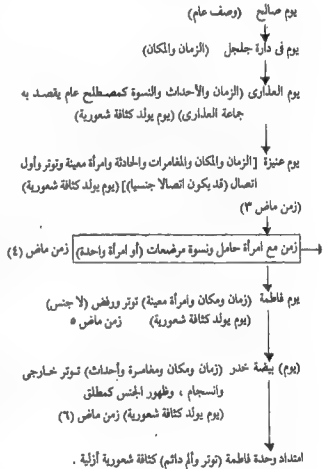 يوم صالح (وصف عام)
يوم في دارة جلجل (الزمان والمكان)
يوم العذارى (الزمان والأحداث والنسوة كمصطلح عام يقصد به
جماعة العذارى) (يوم يولد كثافة شعورية)
يوم عنيزة [الزمان والمكان والمغامرات والحادثة وامرأة معينة وتوتر وأول
اتصال (قد يكون اتصالا جنسيا)] (يوم يولد كثافة شعورية)
(زمن ماض ٣)
زمن مع امرأة حامل ونسوة مرضعات (أو امرأة واحدة) زمن ماض (٤)
يوم فاطمة (زمان ومكان وامرأة معينة) توتر ورفض (لا جنس)
(يوم يولد كثافة شعورية) زمن ماض ٥
(يوم) بيضة خدر (زمان ومكان ومغامرة وأحداث) توتر خارجي
وانسجام ، وظهور الجنس كمطلق
(يوم يولد كثافة شعورية) زمن ماض (٦)
امتداد وحدة فاطمة (توتر وألم دائم) كثافة شعورية أزلية .